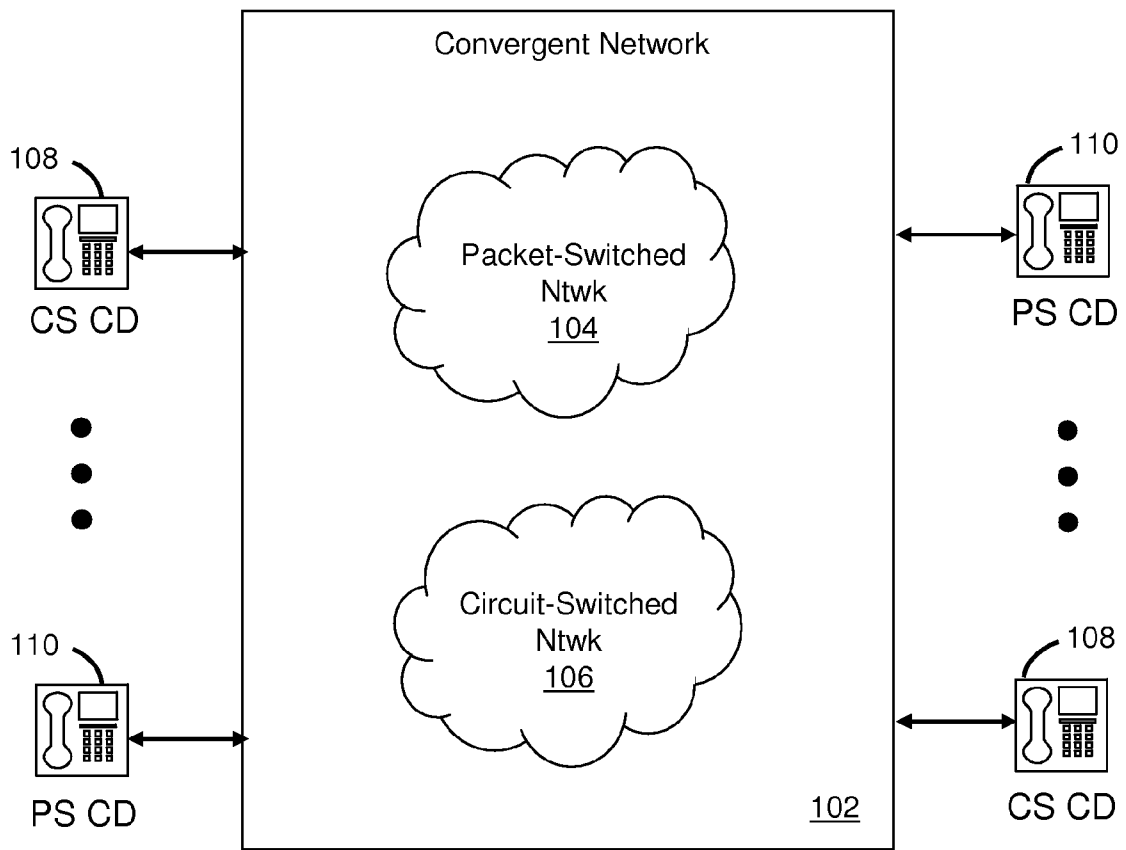 Convergent Network
108
CS CD
110
PS CD
Packet-Switched
Ntwk
104
Circuit-Switched
Ntwk
106
110
PS CD
108
CS CD
102